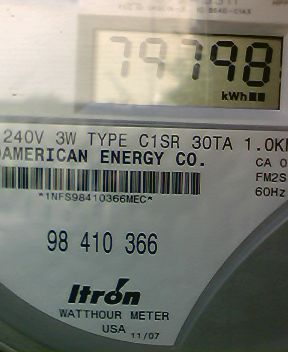 79798
kWh
240V 3W TYPE C1SR 30TA 1.0K
AMERICAN ENERGY CO.
CA 0
FM2S
60Hz
*1NFS98410366MEC*
98 410 366
Itron
WATTHOUR METER
USA 11/07